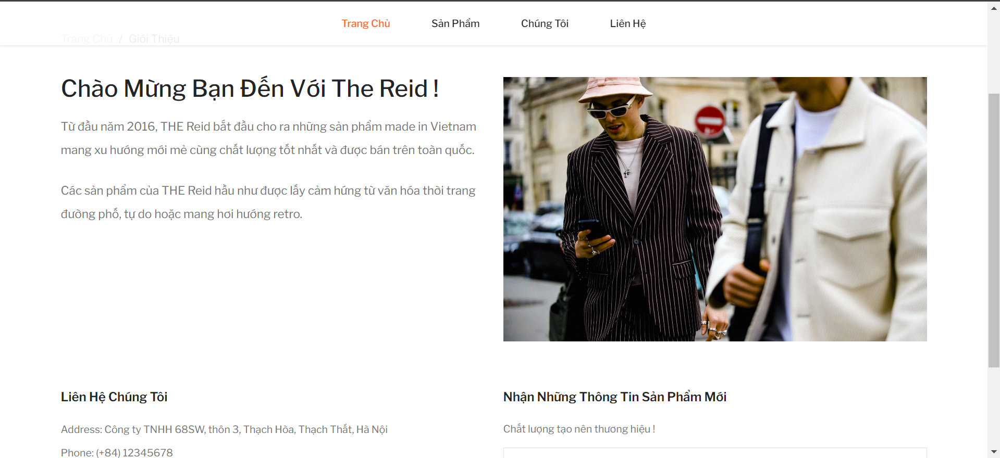 Trang Chủ Sản Phẩm Chúng Tôi Liên Hệ
Trang Chủ / Giới Thiệu
Chào Mừng Bạn Đến Với The Reid !
Từ đầu năm 2016, THE Reid bắt đầu cho ra những sản phẩm made in Vietnam
mang xu hướng mới mẻ cùng chất lượng tốt nhất và được bán trên toàn quốc.
Các sản phẩm của THE Reid hầu như được lấy cảm hứng từ văn hóa thời trang
đường phố, tự do hoặc mang hơi hướng retro.
Liên Hệ Chúng Tôi
Address: Công ty TNHH 68SW, thôn 3, Thạch Hòa, Thạch Thất, Hà Nội
Phone: (+84) 12345678
Nhận Những Thông Tin Sản Phẩm Mới
Chất lượng tạo nên thương hiệu !